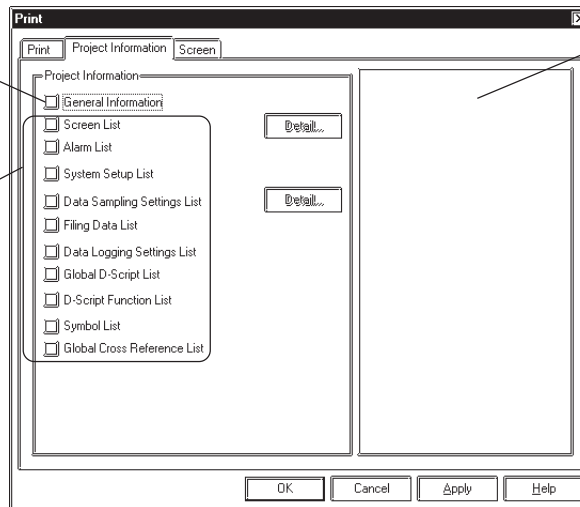 Print
Print Project Information Screen
Project Information
General Information
Screen List Detail...
Alarm List
System Setup List
Data Sampling Settings List Detail...
Filing Data List
Data Logging Settings List
Global D-Script List
D-Script Function List
Symbol List
Global Cross Reference List
OK Cancel Apply Help